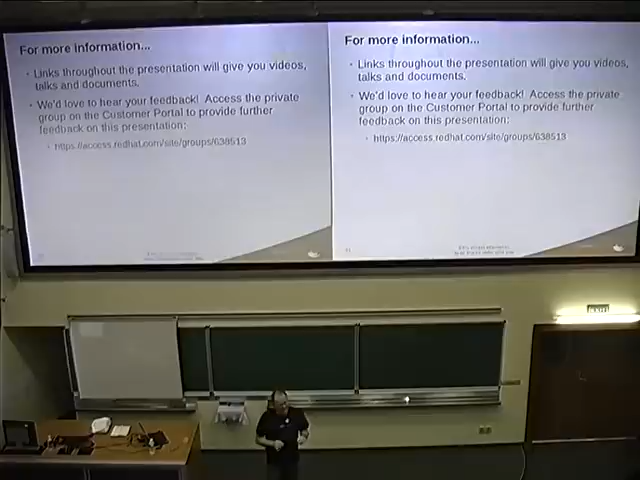 For more information...
Links throughout the presentation will give you videos,
talks and documents.
We'd love to hear your feedback! Access the private
group on the Customer Portal to provide further
feedback on this presentation:
https://access.redhat.com/site/groups/638513
For more information...
Links throughout the presentation will give you videos,
talks and documents.
We'd love to hear your feedback! Access the private
group on the Customer Portal to provide further
feedback on this presentation:
https://access.redhat.com/site/groups/638513